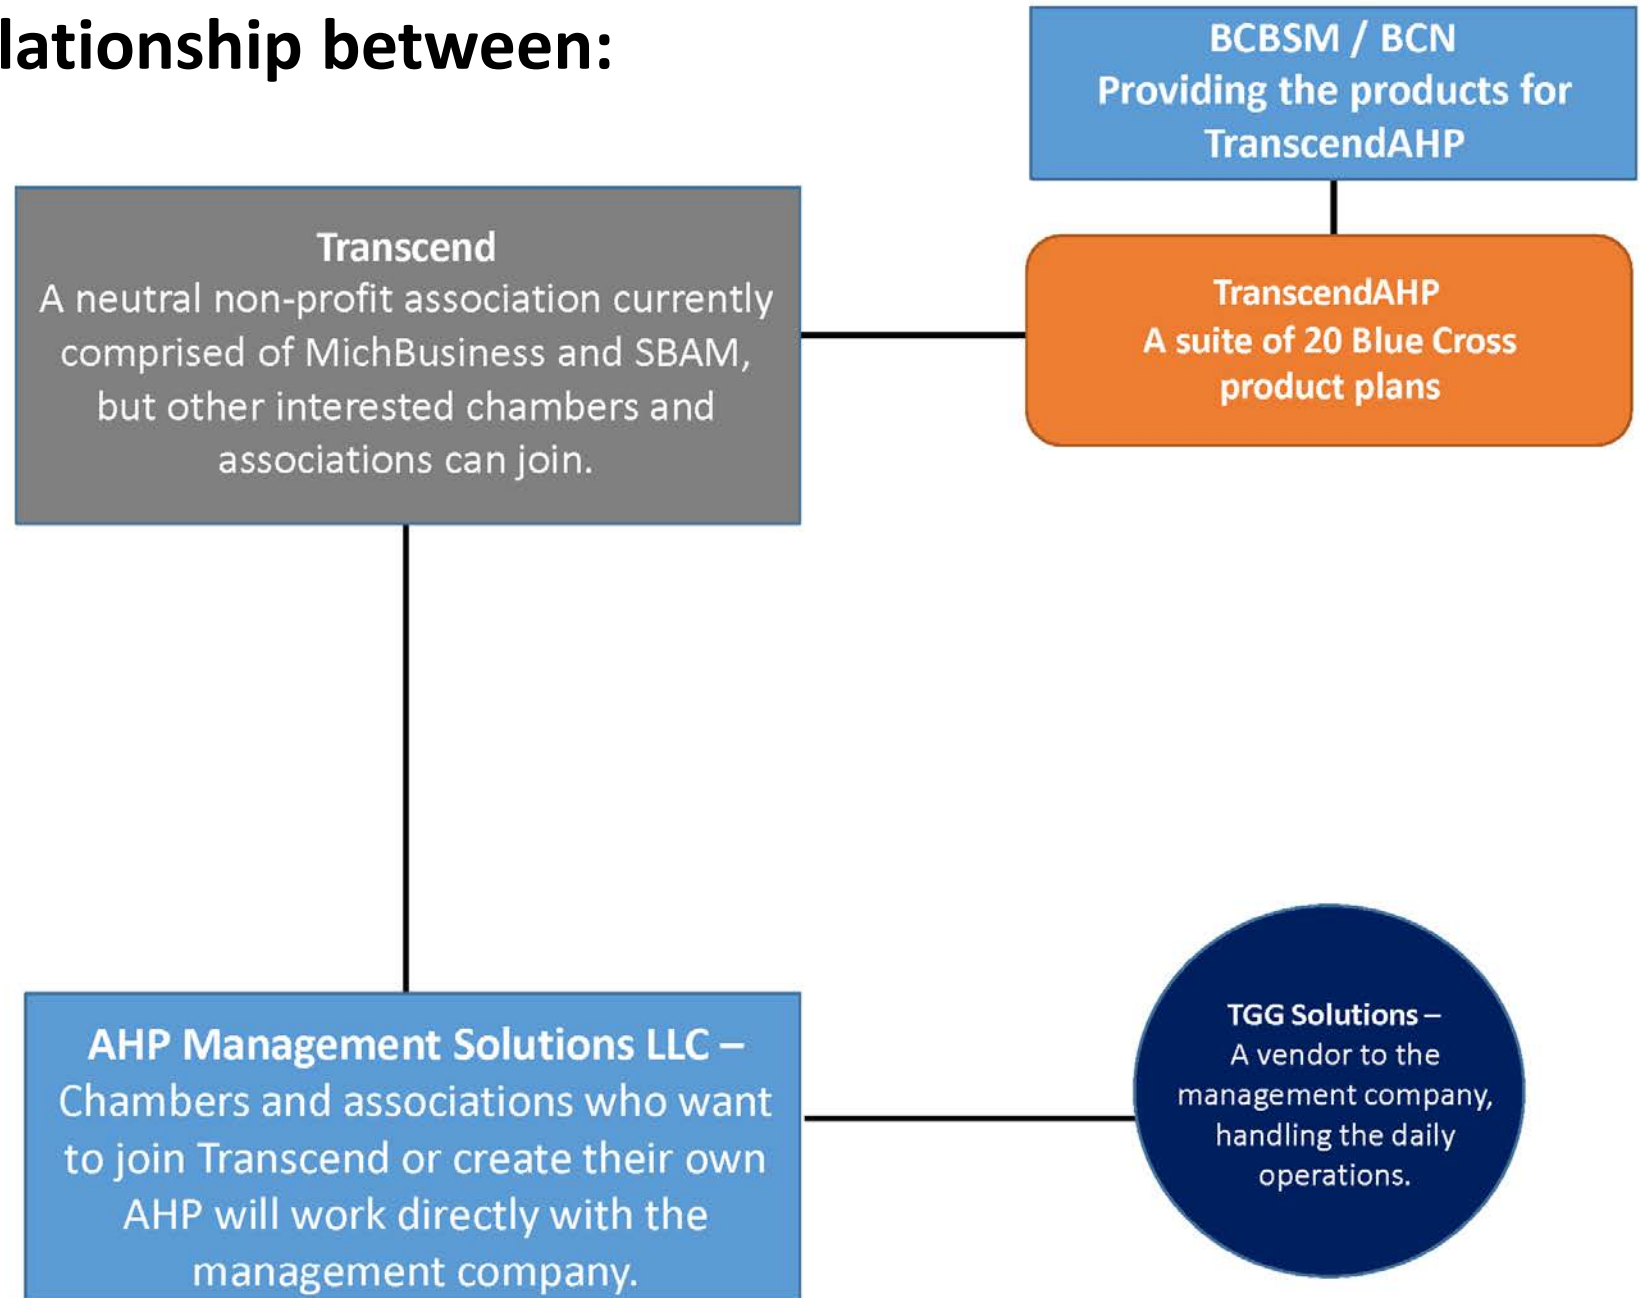 lationship between:
BCBSM / BCN
Providing the products for
TranscendAHP
Transcend
A neutral non-profit association currently
comprised of MichBusiness and SBAM,
but other interested chambers and
associations can join.
TranscendAHP
A suite of 20 Blue Cross
product plans
AHP Management Solutions LLC –
Chambers and associations who want
to join Transcend or create their own
AHP will work directly with the
management company.
TGG Solutions –
A vendor to the
management company,
handling the daily
operations.